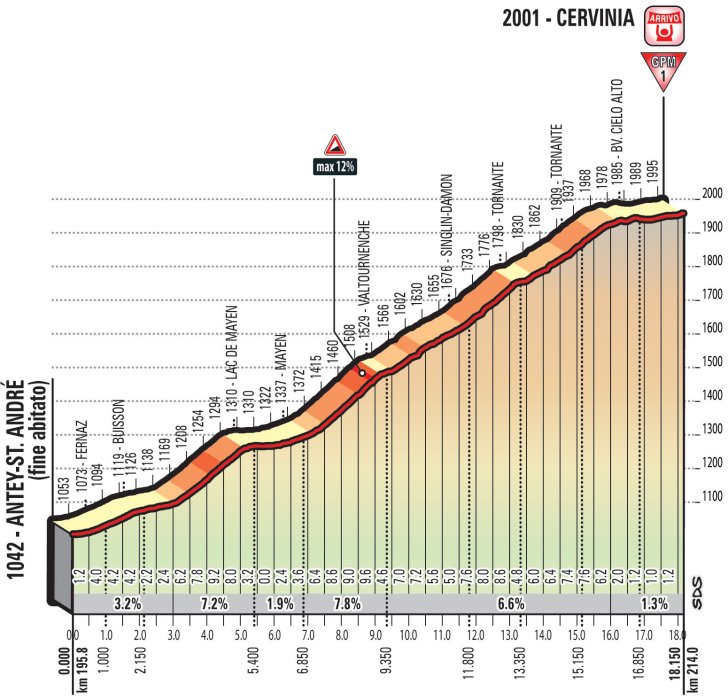 2001 - CERVINIA
ARRIVO
GPM
1
max 12%
1053
1073 - FERNAZ
1094
1119 - BUISSON
1126
1138
1169
1208
1254
1294
1310 - LAC DE MAYEN
1310
1322
1337 - MAYEN
1372
1415
1460
1508
1529 - VALTOURNENCHE
1566
1602
1630
1655
1676 - SINGLIN-DAMON
1733
1776
1798 - TORNANTE
1830
1862
1909 - TORNANTE
1937
1968
1978
1985 - BV. CIELO ALTO
1989
1995
2000
1900
1800
1700
1600
1500
1400
1300
1200
1100
1042 - ANTEY-ST. ANDRÉ
(fine abitato)
1.2 4.0 4.2 4.2 2.2 2.4 6.2 7.8 9.2 8.0 3.2 0.0 2.4 3.6 6.4 8.6 9.0 9.6 4.6 7.0 7.2 5.6 5.0 7.6 8.0 8.6 4.8 6.0 6.4 7.4 7.6 6.2 2.0 1.2 1.0 1.2
3.2% 7.2% 1.9% 7.8% 6.6% 1.3%
SDS
0.0 1.0 2.0 3.0 4.0 5.0 6.0 7.0 8.0 9.0 10.0 11.0 12.0 13.0 14.0 15.0 16.0 17.0 18.0
0.000 1.000 2.150 5.400 6.850 9.350 11.800 13.350 15.150 16.850 18.150
km 195.8 km 214.0